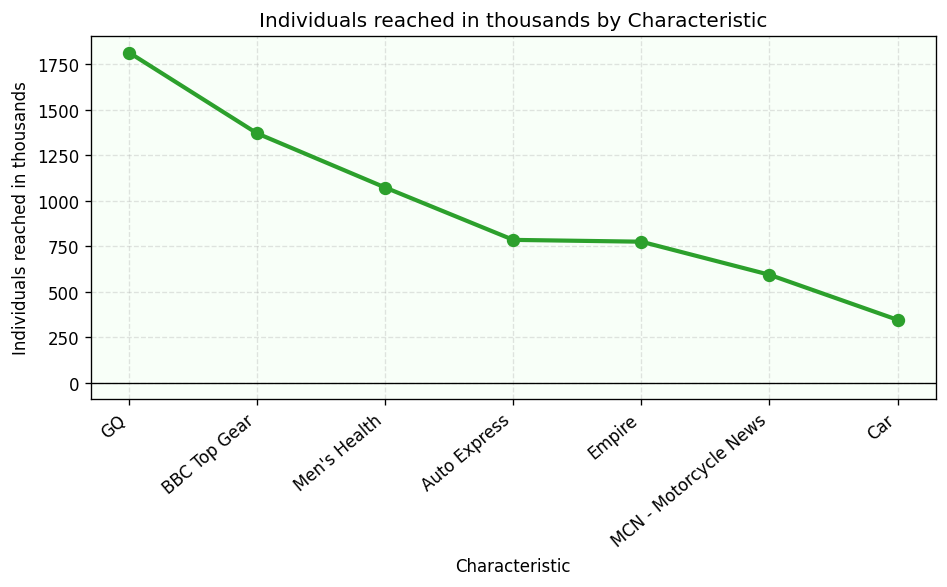 Individuals reached in thousands by Characteristic
Individuals reached in thousands
1750
1500
1250
1000
750
500
250
0
GQ
BBC Top Gear
Men's Health
Auto Express
Empire
MCN - Motorcycle News
Car
Characteristic